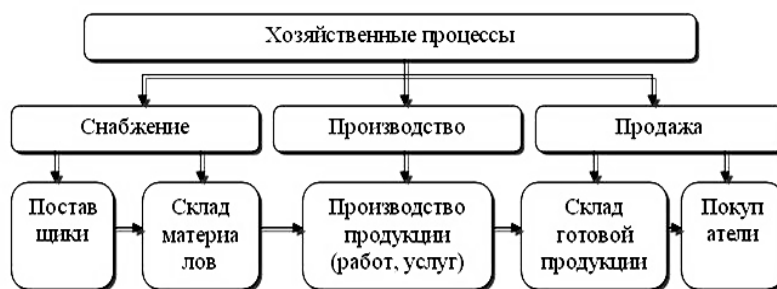 Хозяйственные процессы
Снабжение
Производство
Продажа
Постав
щики
Склад
материа
лов
Производство
продукции
(работ, услуг)
Склад
готовой
продукции
Покуп
атели